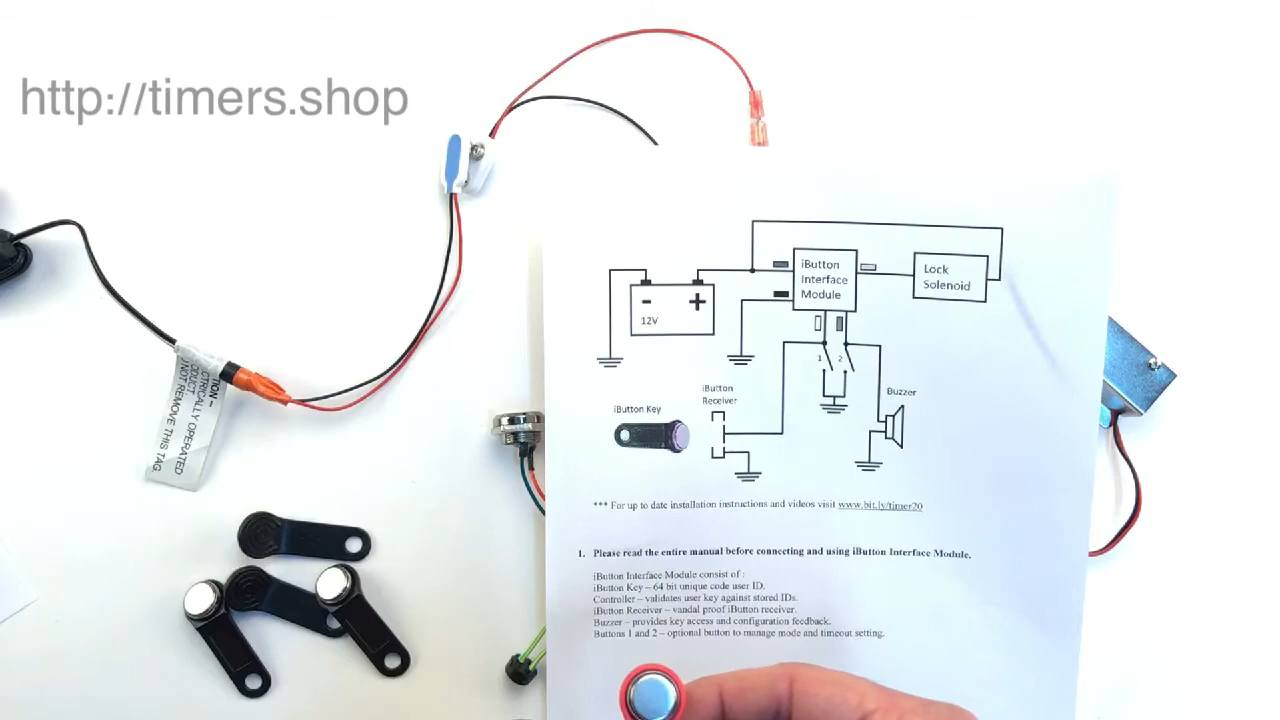 http://timers.shop
iButton
Interface
Module
Lock
Solenoid
- +
12V
1 2
iButton
Receiver
Buzzer
iButton Key
CTION –
CTRICALLY OPERATED
ODUCT
O NOT REMOVE THIS TAG
*** For up to date installation instructions and videos visit www.bit.ly/timer20
1. Please read the entire manual before connecting and using iButton Interface Module.
iButton Interface Module consist of :
iButton Key – 64 bit unique code user ID.
Controller – validates user key against stored IDs.
iButton Receiver – vandal proof iButton receiver.
Buzzer – provides key access and configuration feedback.
Buttons 1 and 2 – optional button to manage mode and timeout setting.